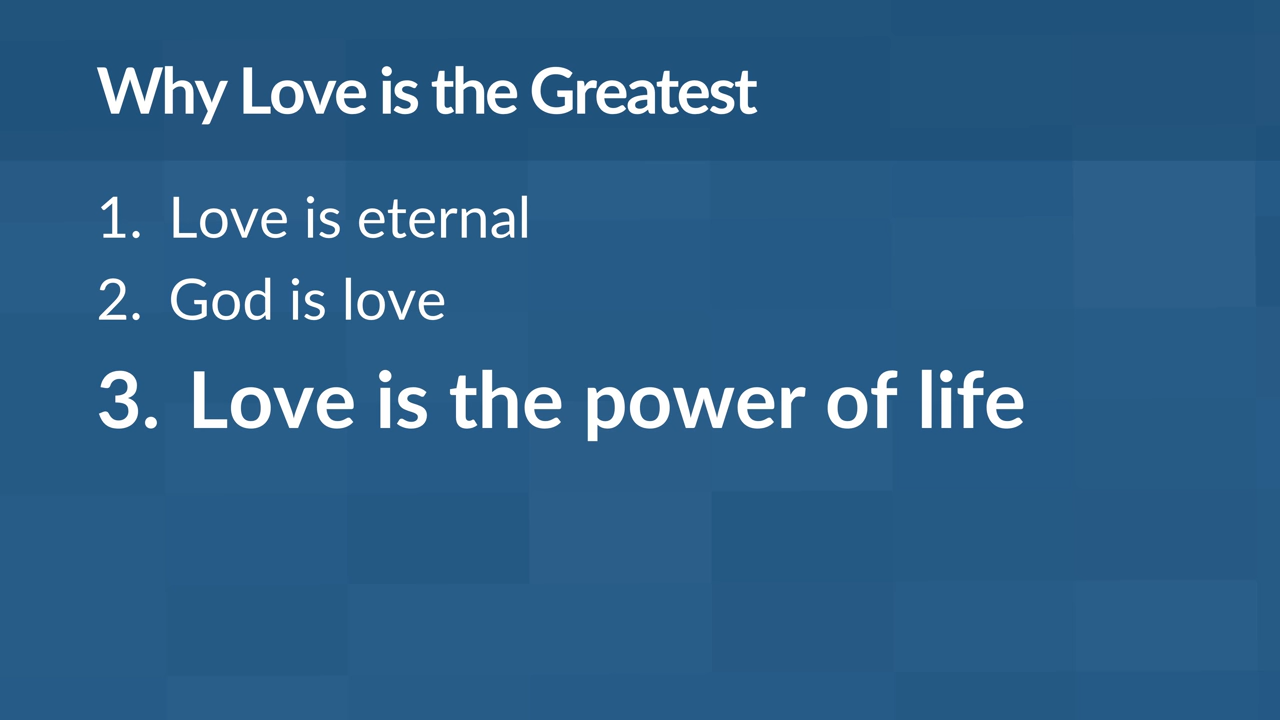 Why Love is the Greatest
1. Love is eternal
2. God is love
3. Love is the power of life